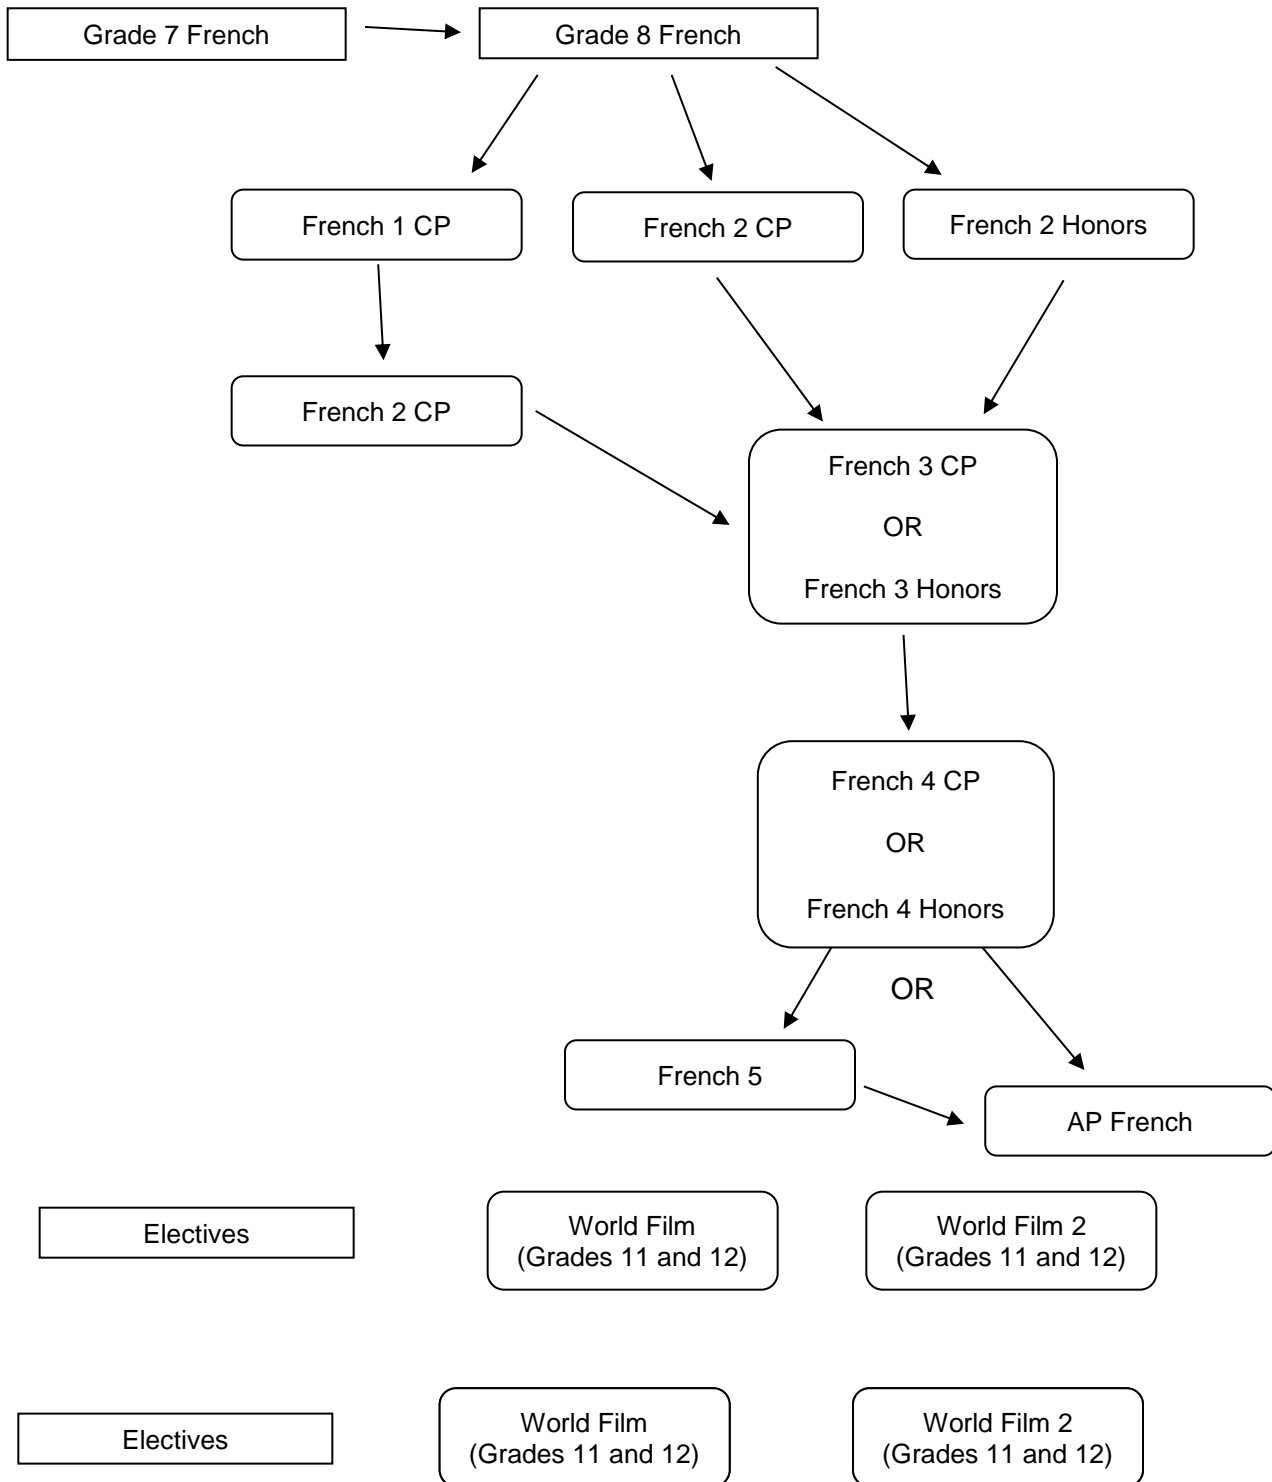 Grade 7 French
Grade 8 French
French 1 CP
French 2 CP
French 2 Honors
French 2 CP
French 3 CP
OR
French 3 Honors
French 4 CP
OR
French 4 Honors
OR
French 5
AP French
Electives
World Film
(Grades 11 and 12)
World Film 2
(Grades 11 and 12)
Electives
World Film
(Grades 11 and 12)
World Film 2
(Grades 11 and 12)